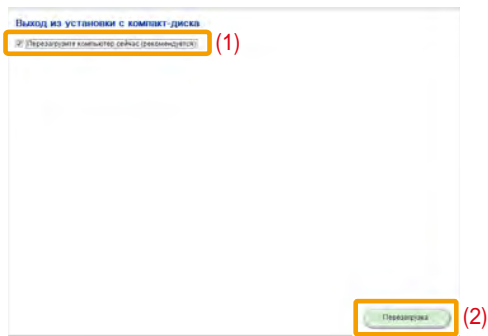 Выход из установки с компакт-диска
Перезагрузите компьютер сейчас (рекомендуется)
(1)
Перезагрузка
(2)